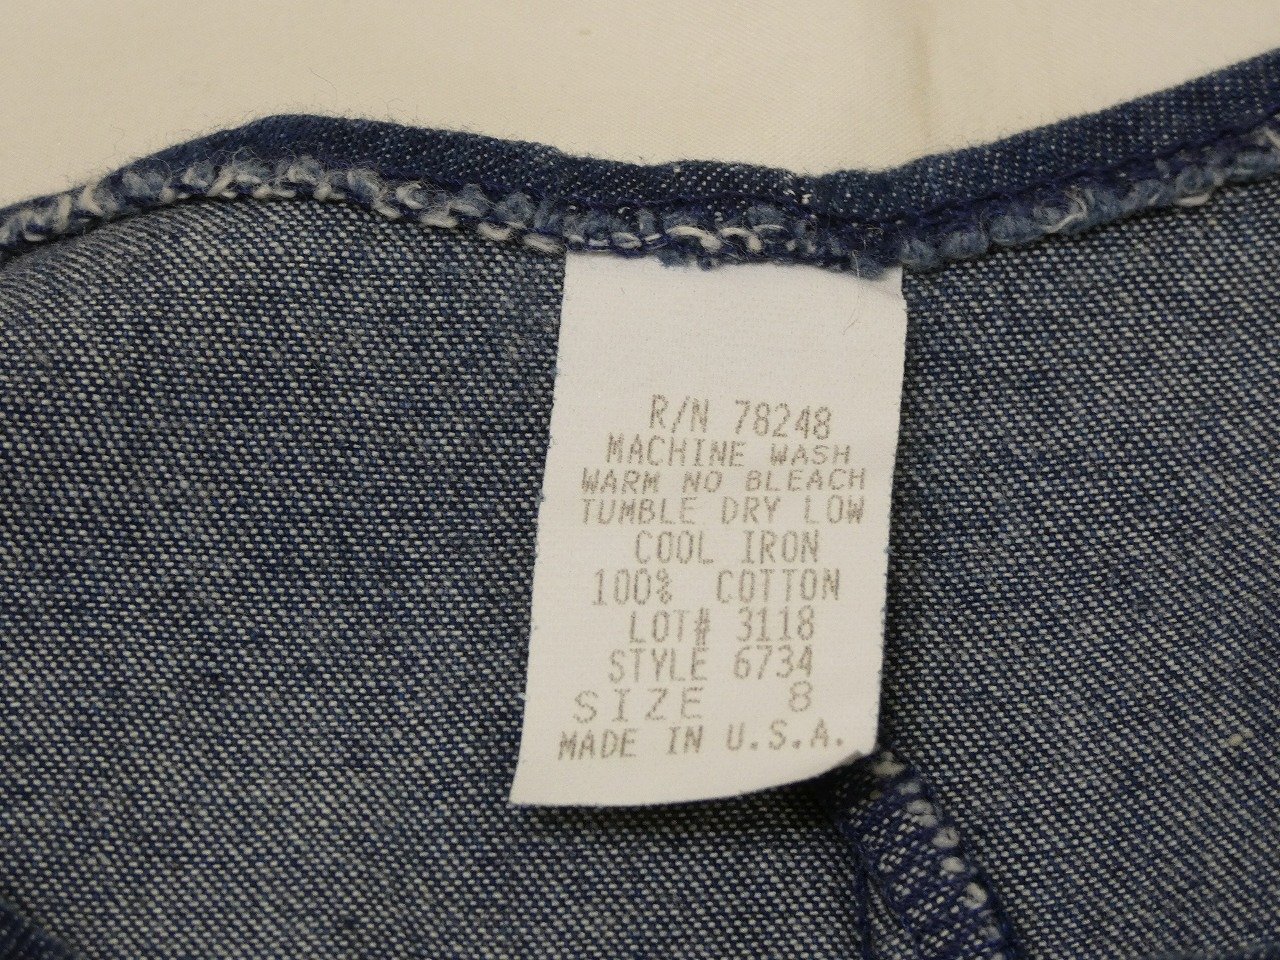 R/N 78248
MACHINE WASH
WARM NO BLEACH
TUMBLE DRY LOW
COOL IRON
100% COTTON
LOT# 3118
STYLE 6734
SIZE 8
MADE IN U.S.A.